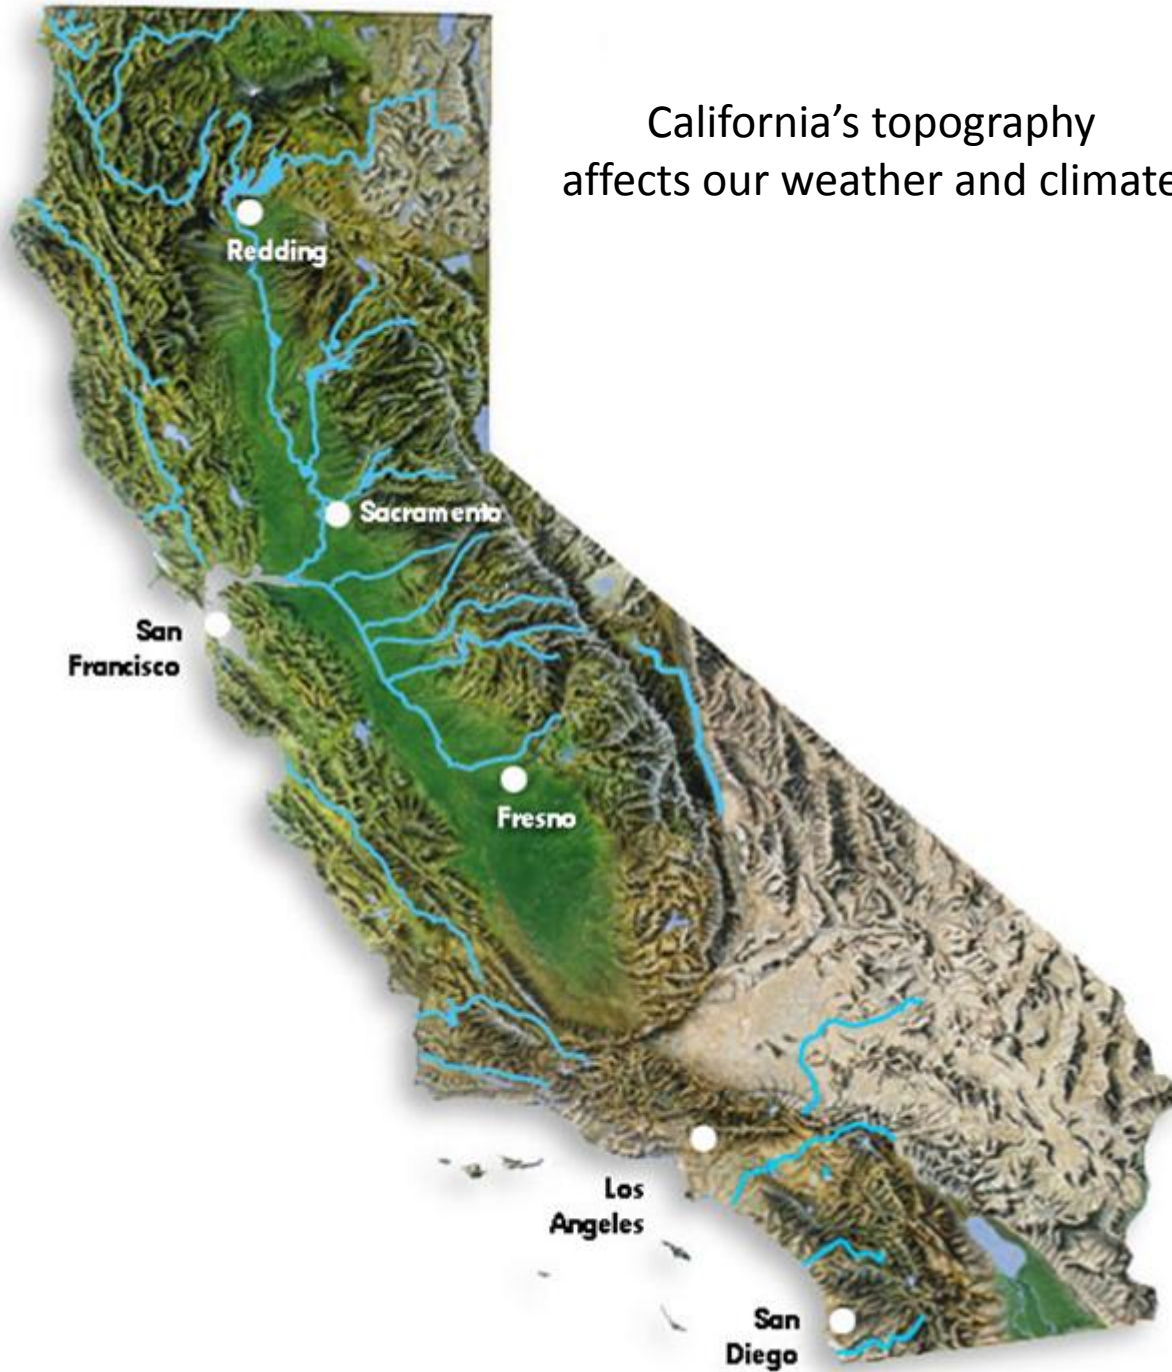 California’s topography
affects our weather and climate
Redding
Sacramento
San
Francisco
Fresno
Los
Angeles
San
Diego